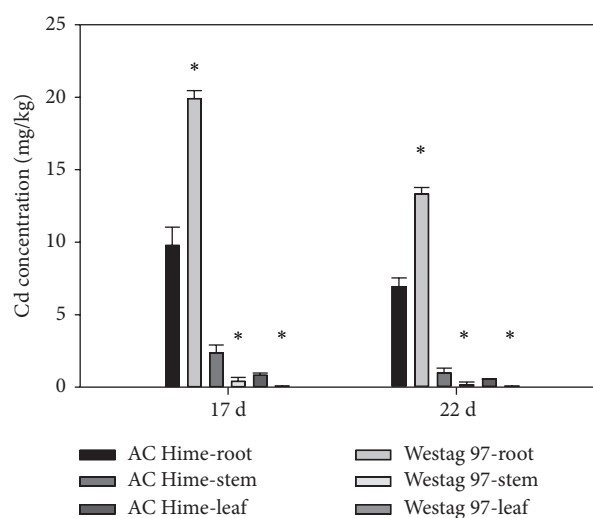 25
20
15
10
5
0
Cd concentration (mg/kg)
*
*
*
*
*
*
17 d
22 d
AC Hime-root
Westag 97-root
AC Hime-stem
Westag 97-stem
AC Hime-leaf
Westag 97-leaf